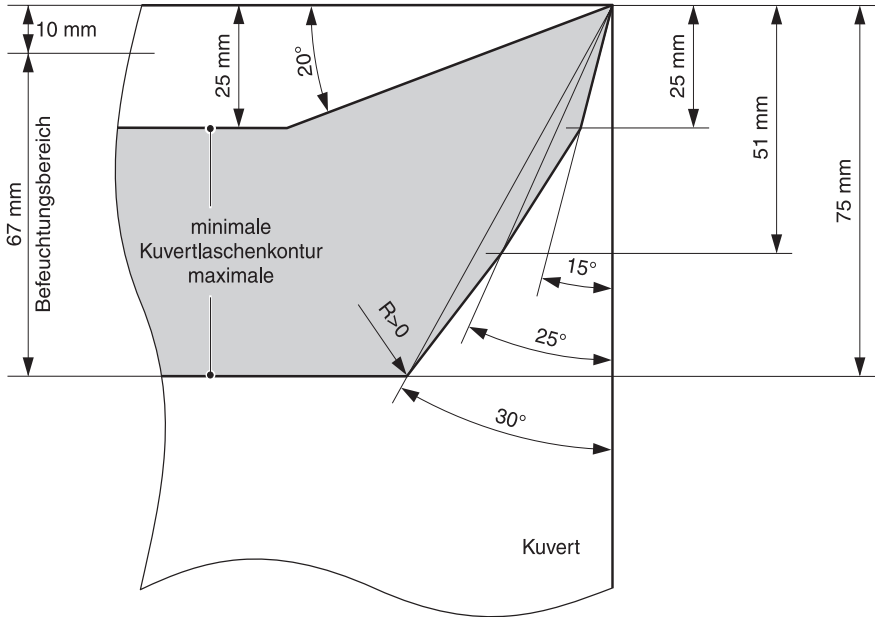 10 mm
25 mm
20°
25 mm
51 mm
75 mm
67 mm
Befeuchtungsbereich
minimale
Kuvertlaschenkontur
maximale
15°
R>0
25°
30°
Kuvert